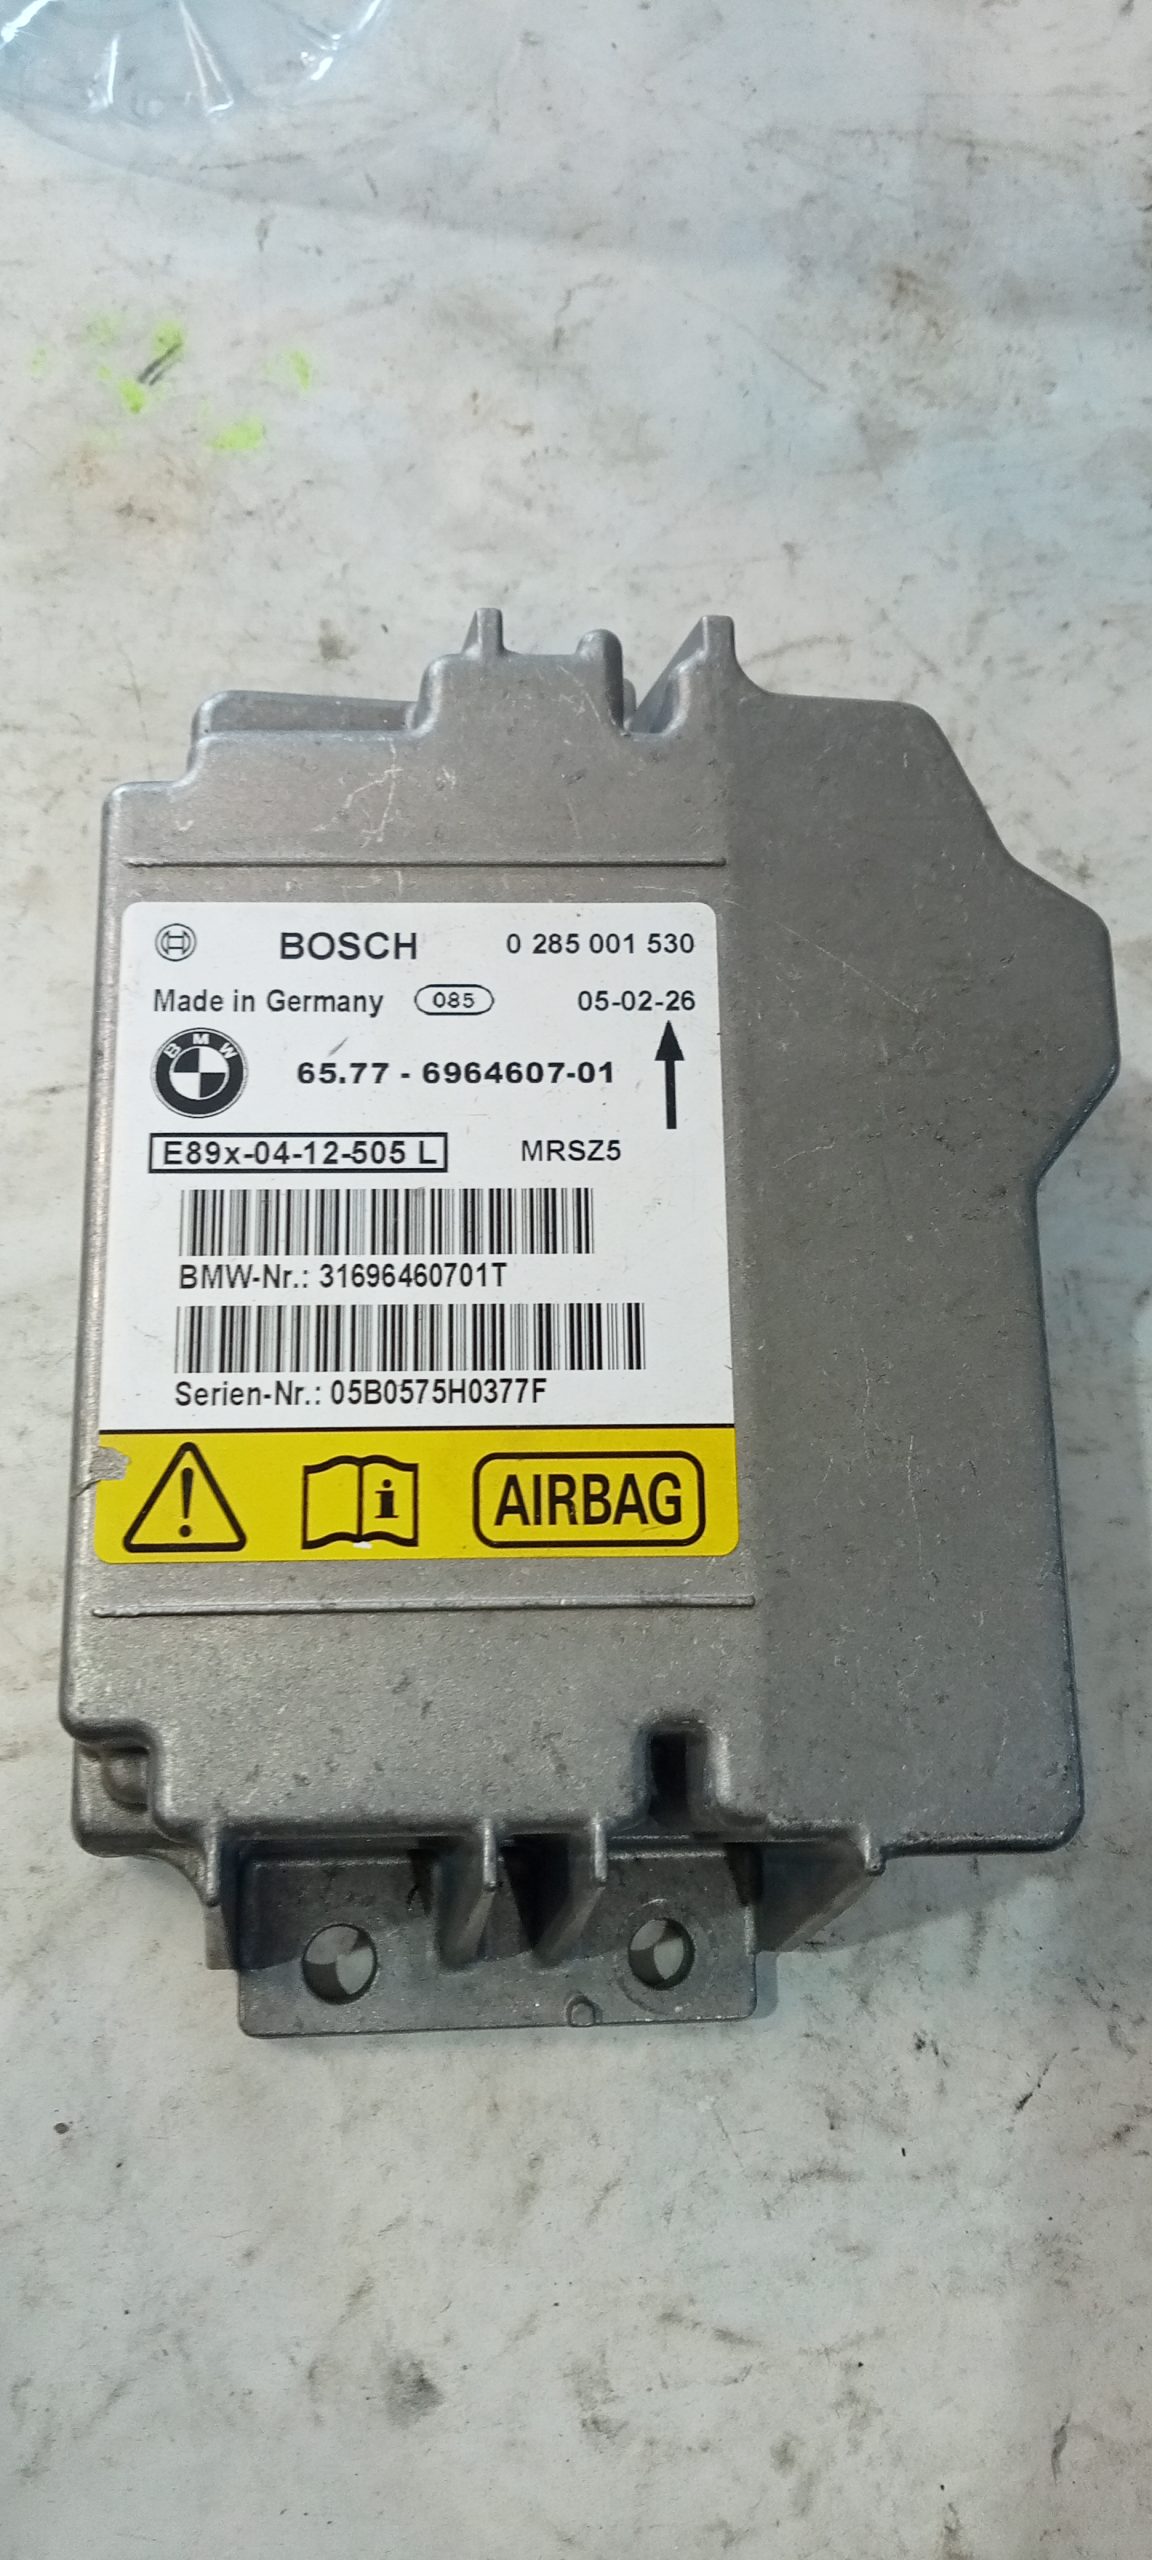 BOSCH 0 285 001 530
Made in Germany 085 05-02-26
BMW 65.77 - 6964607-01
E89x-04-12-505 L MRSZ5
BMW-Nr.: 31696460701T
Serien-Nr.: 05B0575H0377F
! i AIRBAG